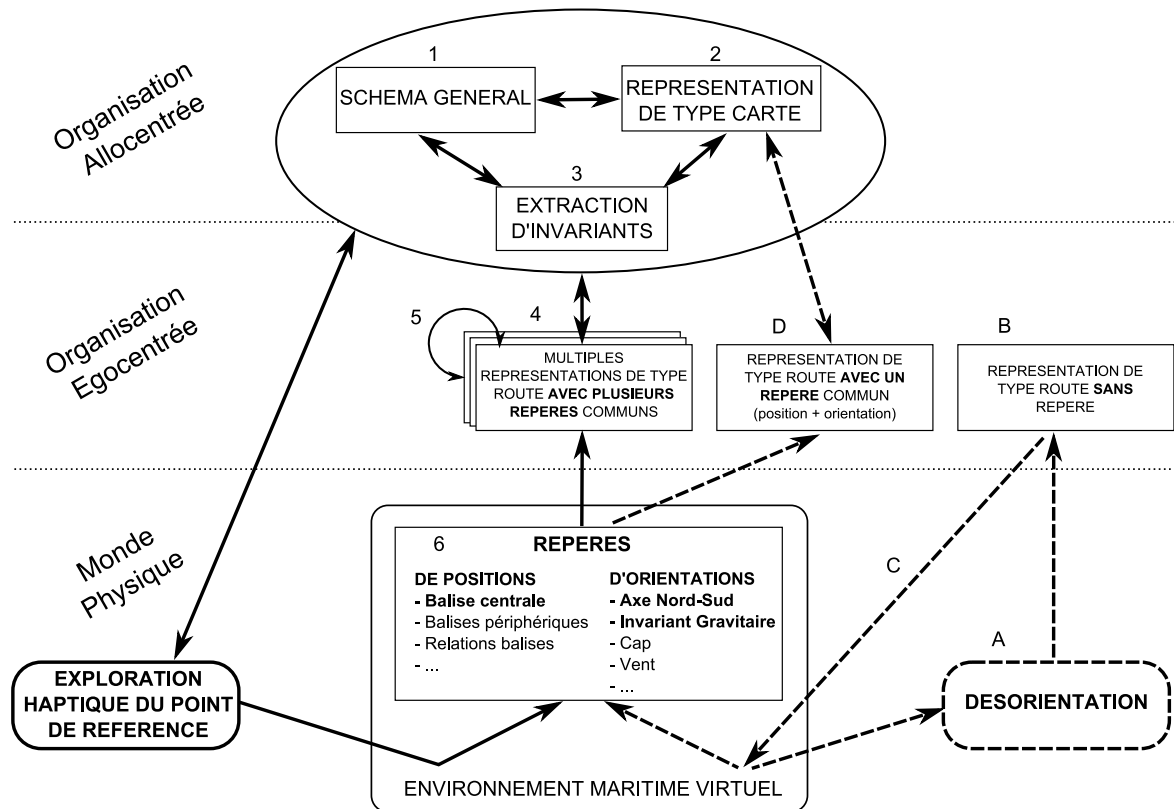 Organisation
Allocentrée
1
SCHEMA GENERAL
2
REPRESENTATION
DE TYPE CARTE
3
EXTRACTION
D'INVARIANTS
Organisation
Egocentrée
5
4
MULTIPLES
REPRESENTATIONS DE TYPE
ROUTE AVEC PLUSIEURS
REPERES COMMUNS
D
REPRESENTATION DE
TYPE ROUTE AVEC UN
REPERE COMMUN
(position + orientation)
B
REPRESENTATION DE
TYPE ROUTE SANS
REPERE
Monde
Physique
6
REPERES
DE POSITIONS
- Balise centrale
- Balises périphériques
- Relations balises
- ...
D'ORIENTATIONS
- Axe Nord-Sud
- Invariant Gravitaire
- Cap
- Vent
- ...
C
A
EXPLORATION
HAPTIQUE DU POINT
DE REFERENCE
DESORIENTATION
ENVIRONNEMENT MARITIME VIRTUEL